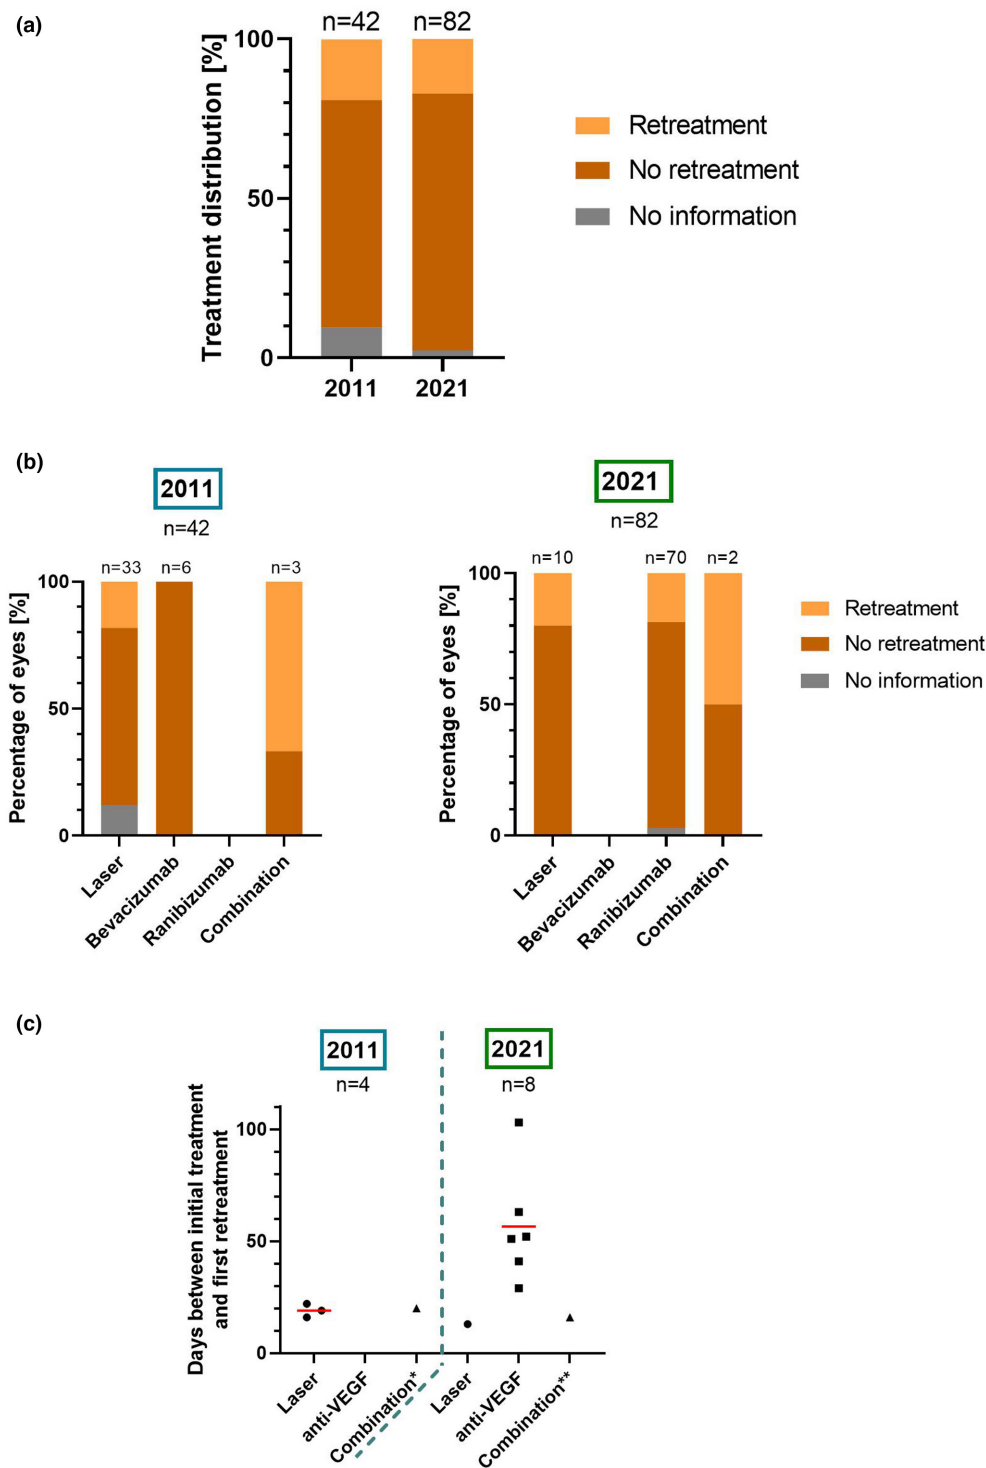 (a)
n=42 n=82
Treatment distribution [%]
100
50
0
2011 2021
Retreatment
No retreatment
No information
(b)
2011
n=42
n=33 n=6 n=3
Percentage of eyes [%]
100
50
0
Laser
Bevacizumab
Ranibizumab
Combination
2021
n=82
n=10 n=70 n=2
Percentage of eyes [%]
100
50
0
Laser
Bevacizumab
Ranibizumab
Combination
Retreatment
No retreatment
No information
(c)
2011
n=4
2021
n=8
Days between initial treatment
and first retreatment
100
50
0
Laser
anti-VEGF
Combination*
Laser
anti-VEGF
Combination**